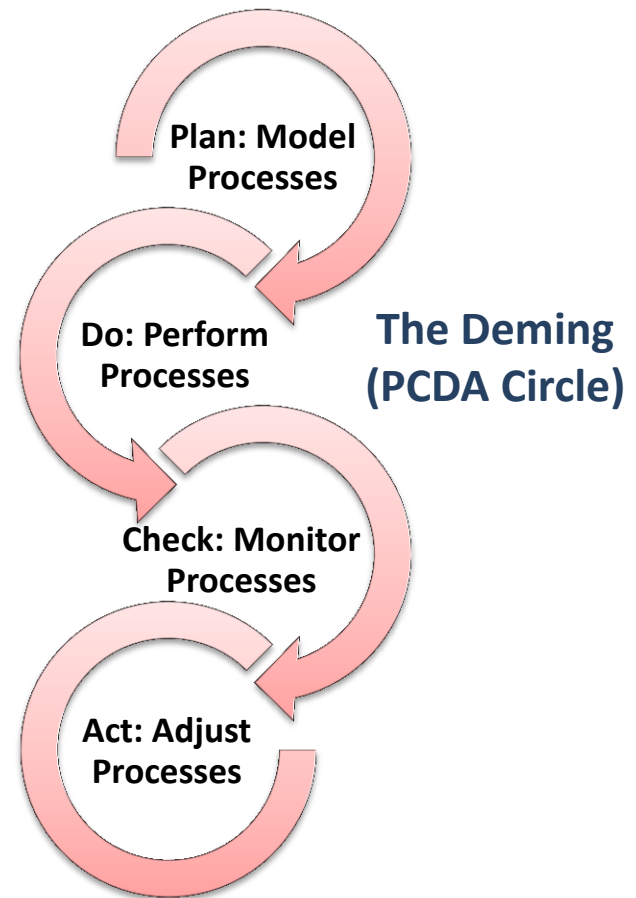 Plan: Model
Processes
Do: Perform
Processes
The Deming
(PCDA Circle)
Check: Monitor
Processes
Act: Adjust
Processes